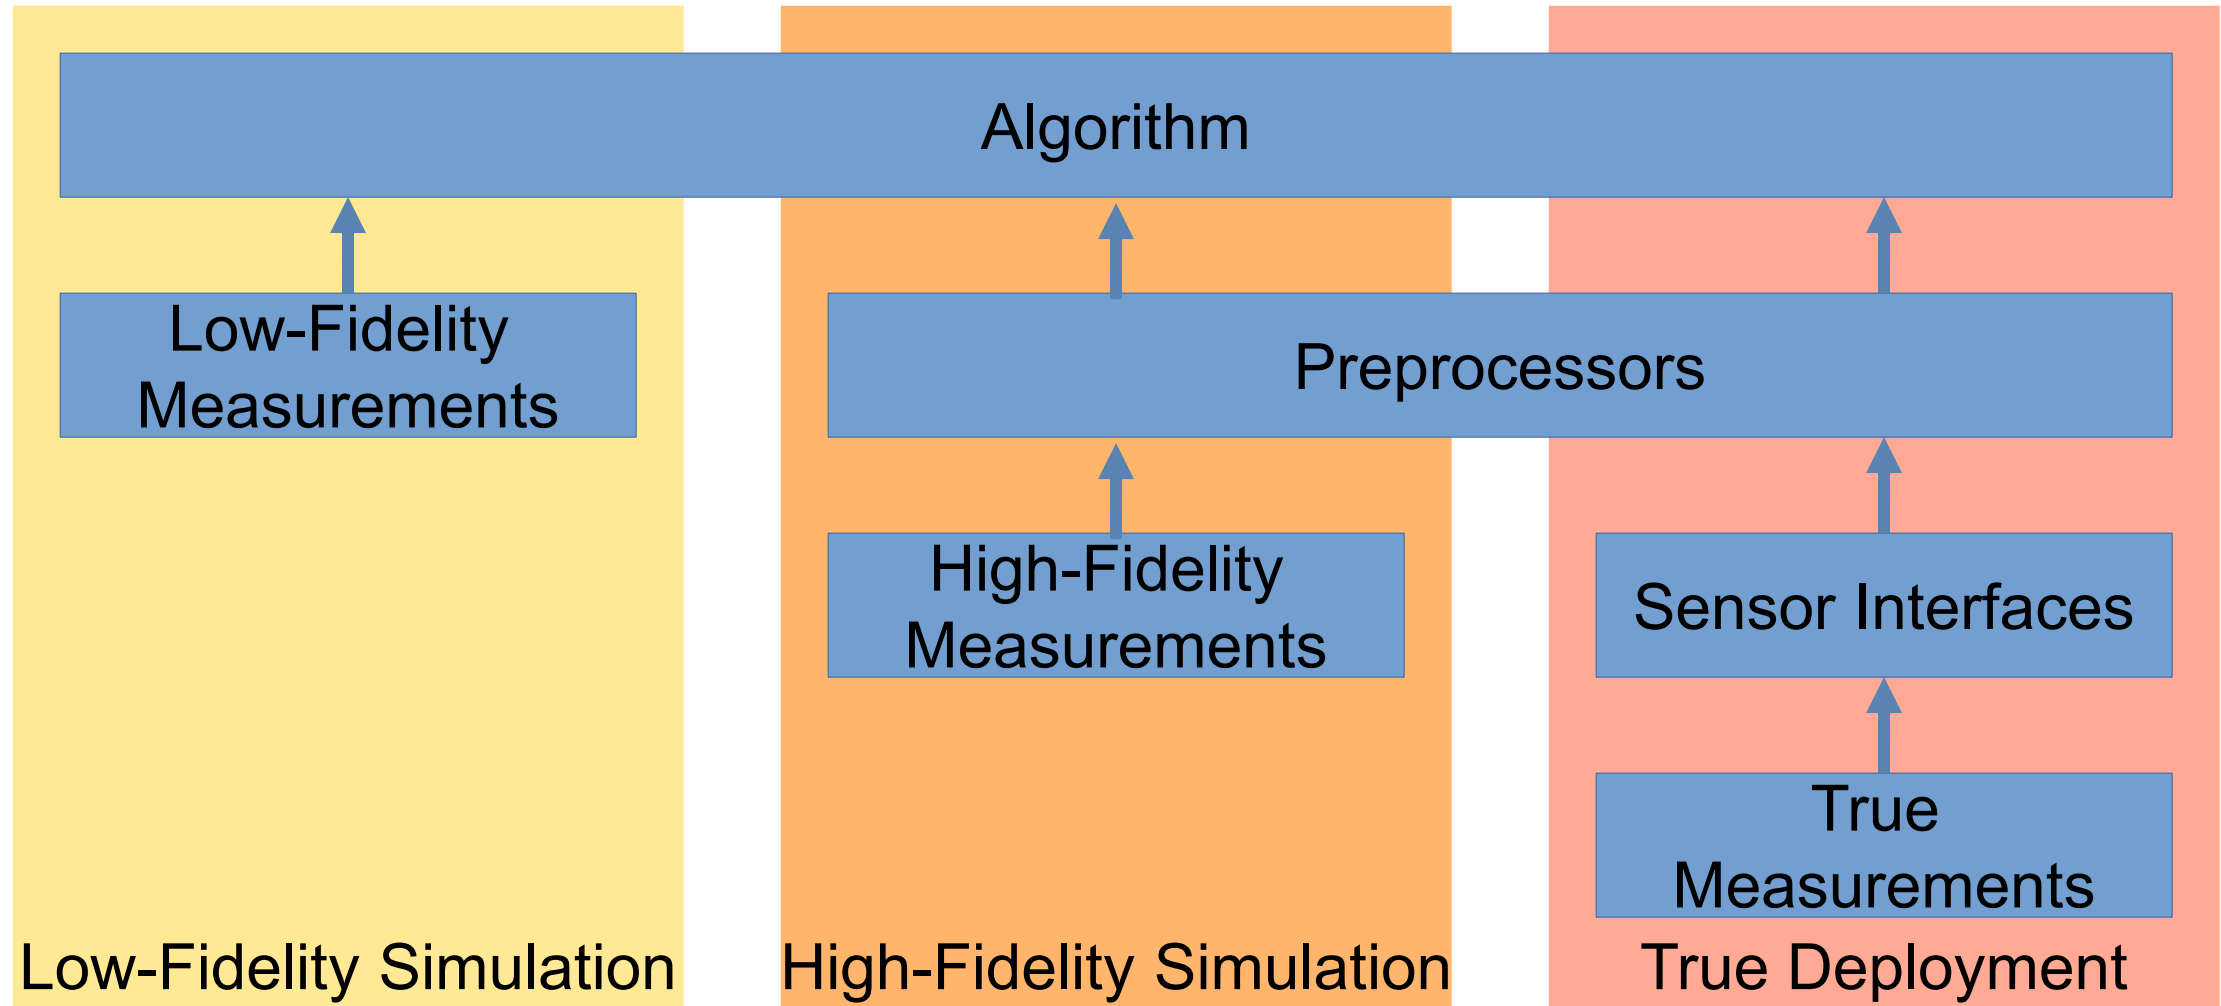 Algorithm
Low-Fidelity
Measurements
Preprocessors
High-Fidelity
Measurements
Sensor Interfaces
True
Measurements
Low-Fidelity Simulation
High-Fidelity Simulation
True Deployment